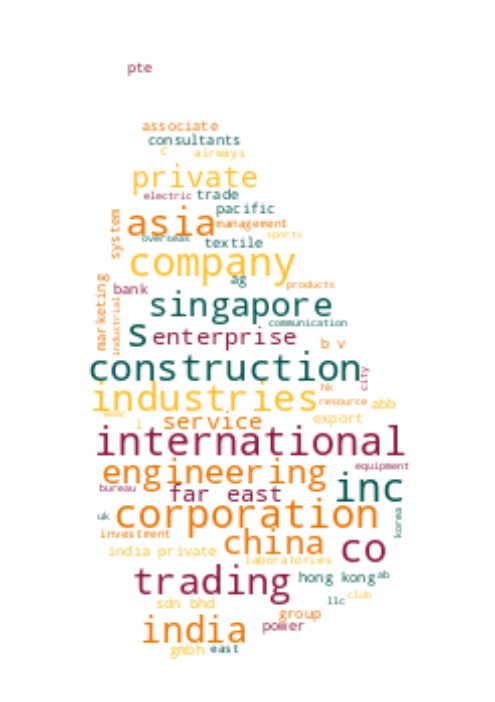 pte
associate
consultants
c airways
private
electric trade
pacific
asia management
system
sports
overseas textile
company
ag
bank products
marketing
singapore
industrial
communication
s enterprise
b v
construction
city
industries hk
resource abb
export
service
l
international
equipment
engineering
bureau far east inc
corporation
uk korea
investment china co
india private
laboratories
trading hong kong ab
llc club
sdn bhd
group
india power
gmbh east